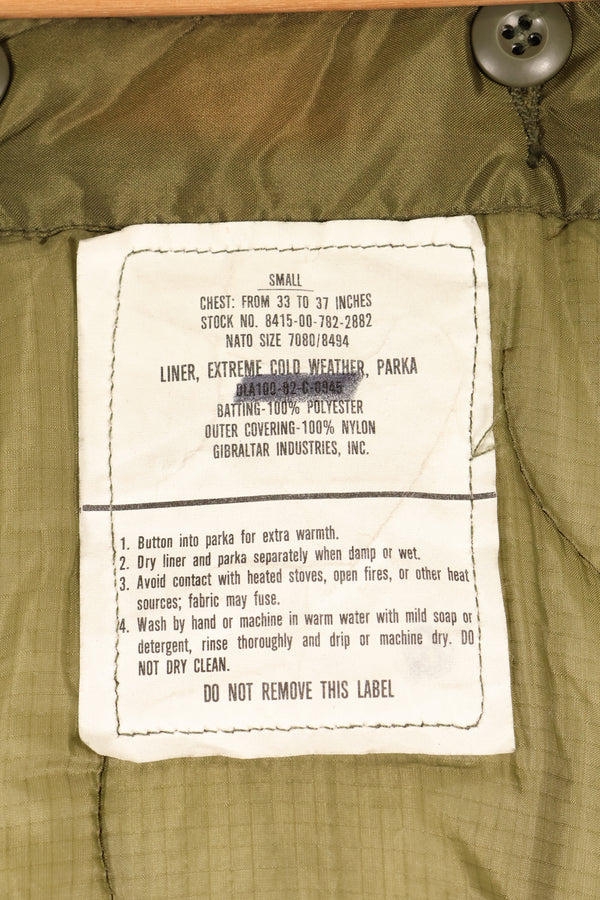 SMALL
CHEST: FROM 33 TO 37 INCHES
STOCK NO. 8415-00-782-2882
NATO SIZE 7080/8494
LINER, EXTREME COLD WEATHER, PARKA
DLA100-82-C-0945
BATTING-100% POLYESTER
OUTER COVERING-100% NYLON
GIBRALTAR INDUSTRIES, INC.
1. Button into parka for extra warmth.
2. Dry liner and parka separately when damp or wet.
3. Avoid contact with heated stoves, open fires, or other heat
sources; fabric may fuse.
4. Wash by hand or machine in warm water with mild soap or
detergent, rinse thoroughly and drip or machine dry. DO
NOT DRY CLEAN.
DO NOT REMOVE THIS LABEL